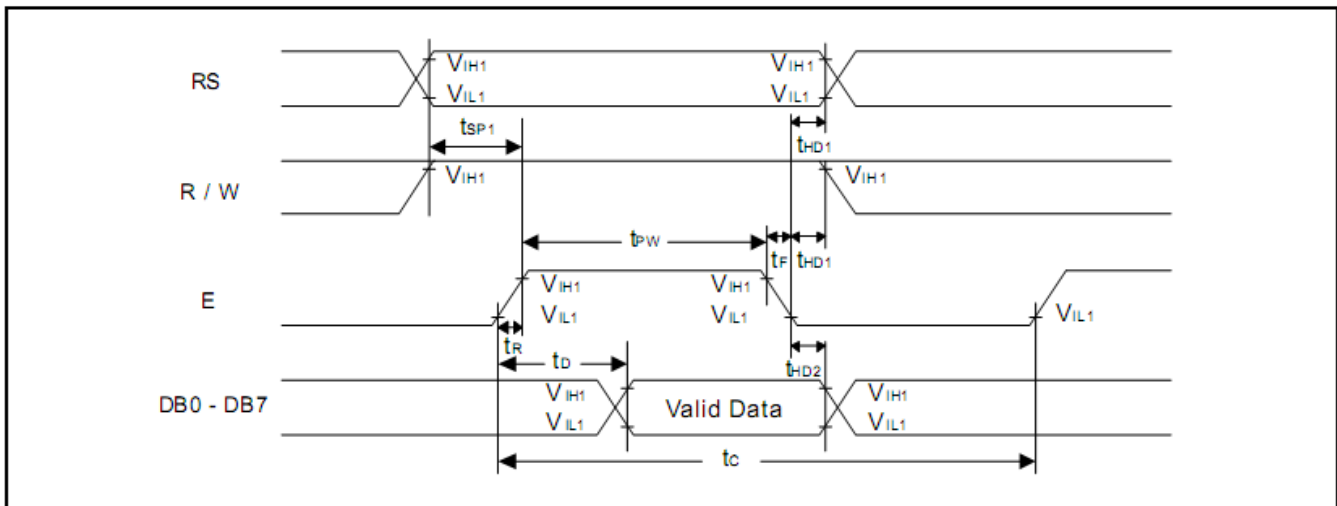 RS
VIH1 VIH1
VIL1 VIL1
tSP1 tHD1
R / W
VIH1 VIH1
tPW tF tHD1
E
VIH1 VIH1
VIL1 VIL1 VIL1
tR tD tHD2
DB0 - DB7
VIH1 Valid Data VIH1
VIL1 VIL1
tC